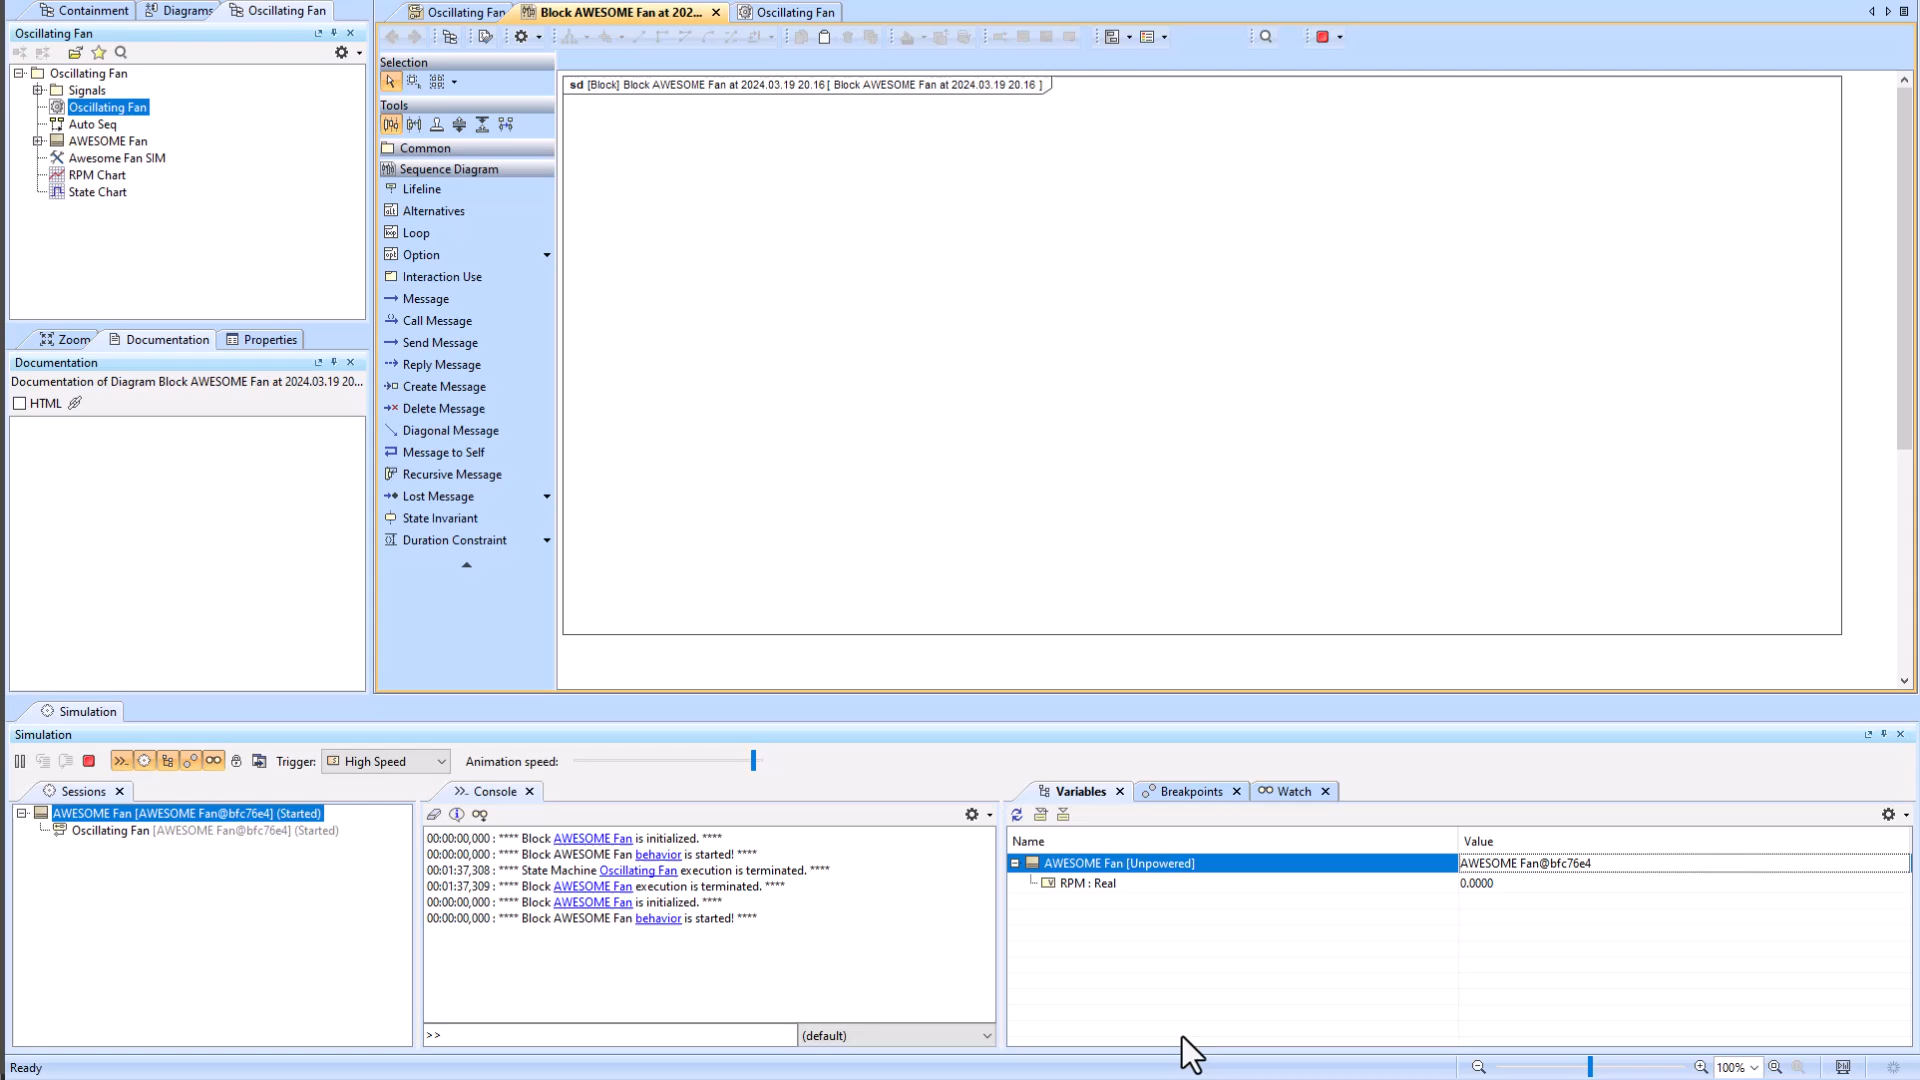 Containment
Diagrams
Oscillating Fan
Oscillating Fan
Oscillating Fan
Signals
Oscillating Fan
Auto Seq
AWESOME Fan
Awesome Fan SIM
RPM Chart
State Chart
Zoom
Documentation
Properties
Documentation
Documentation of Diagram Block AWESOME Fan at 2024.03.19 20...
HTML
Oscillating Fan
Block AWESOME Fan at 202...
Oscillating Fan
Selection
Tools
Common
Sequence Diagram
Lifeline
Alternatives
Loop
Option
Interaction Use
Message
Call Message
Send Message
Reply Message
Create Message
Delete Message
Diagonal Message
Message to Self
Recursive Message
Lost Message
State Invariant
Duration Constraint
sd [Block] Block AWESOME Fan at 2024.03.19 20.16 [ Block AWESOME Fan at 2024.03.19 20.16 ]
Simulation
Simulation
Trigger: High Speed Animation speed:
Sessions
AWESOME Fan [AWESOME Fan@bfc76e4] (Started)
Oscillating Fan [AWESOME Fan@bfc76e4] (Started)
Console
00:00:00,000 : **** Block AWESOME Fan is initialized. ****
00:00:00,000 : **** Block AWESOME Fan behavior is started! ****
00:01:37,308 : **** State Machine Oscillating Fan execution is terminated. ****
00:01:37,309 : **** Block AWESOME Fan execution is terminated. ****
00:00:00,000 : **** Block AWESOME Fan is initialized. ****
00:00:00,000 : **** Block AWESOME Fan behavior is started! ****
>>
(default)
Variables
Breakpoints
Watch
Name Value
AWESOME Fan [Unpowered] AWESOME Fan@bfc76e4
RPM : Real 0.0000
Ready
100%